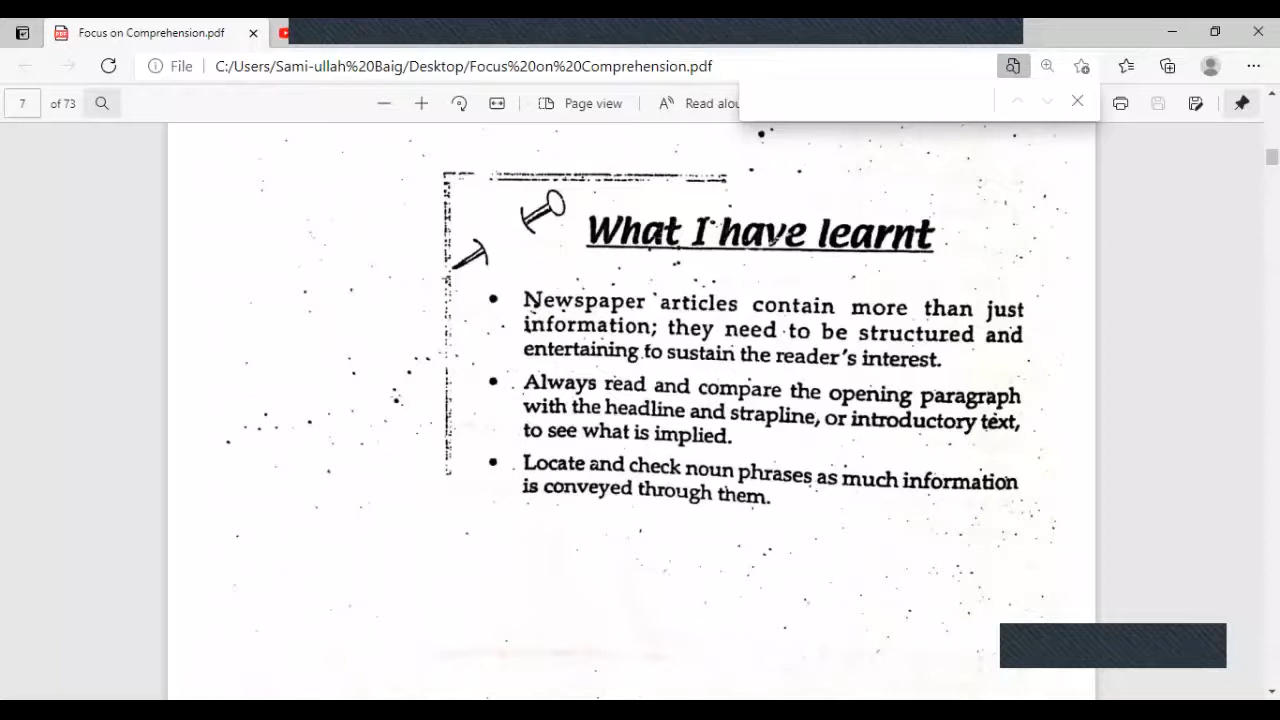 Focus on Comprehension.pdf
File C:/Users/Sami-ullah%20Baig/Desktop/Focus%20on%20Comprehension.pdf
7 of 73 Page view Read alou
What I have learnt
• Newspaper articles contain more than just
information; they need to be structured and
entertaining to sustain the reader's interest.
• Always read and compare the opening paragraph
with the headline and strapline, or introductory text,
to see what is implied.
• Locate and check noun phrases as much information
is conveyed through them.